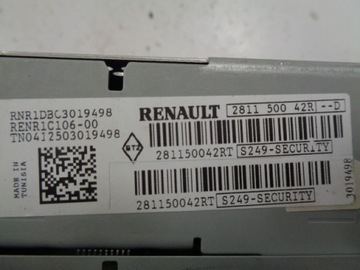 RNR1DBC3019498
RENR1C106-00
TN0412503019498
MADE IN
TUNISIA
RENAULT 2811 500 42R --D
281150042RT S249-SECURITY
281150042RT S249-SECURITY
3019498